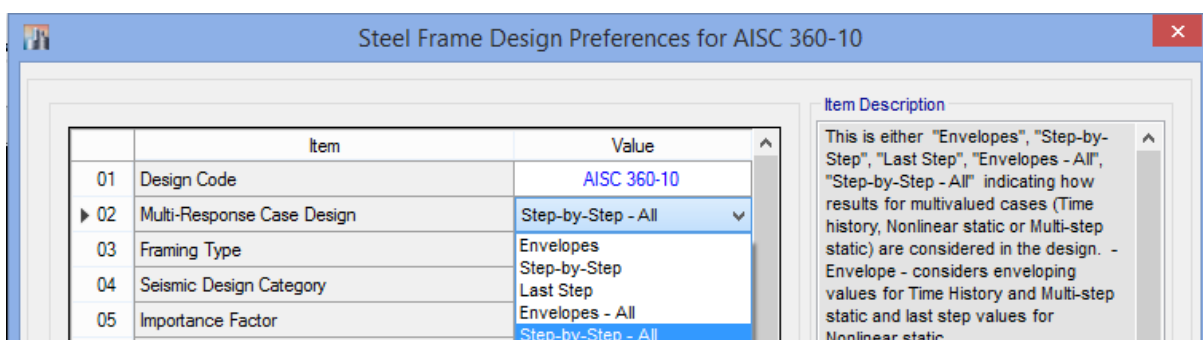 Steel Frame Design Preferences for AISC 360-10
Item Value
01 Design Code AISC 360-10
02 Multi-Response Case Design Step-by-Step - All
03 Framing Type Envelopes
Step-by-Step
04 Seismic Design Category Last Step
05 Importance Factor Envelopes - All
Step-by-Step - All
Item Description
This is either "Envelopes", "Step-by-
Step", "Last Step", "Envelopes - All",
"Step-by-Step - All" indicating how
results for multivalued cases (Time
history, Nonlinear static or Multi-step
static) are considered in the design. -
Envelope - considers enveloping
values for Time History and Multi-step
static and last step values for
Nonlinear static